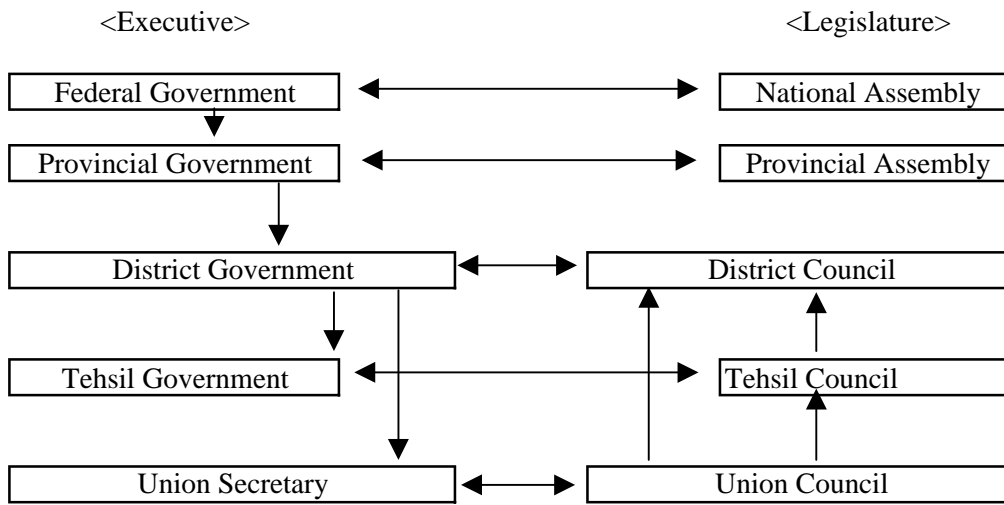 <Executive> <Legislature>
Federal Government National Assembly
Provincial Government Provincial Assembly
District Government District Council
Tehsil Government Tehsil Council
Union Secretary Union Council